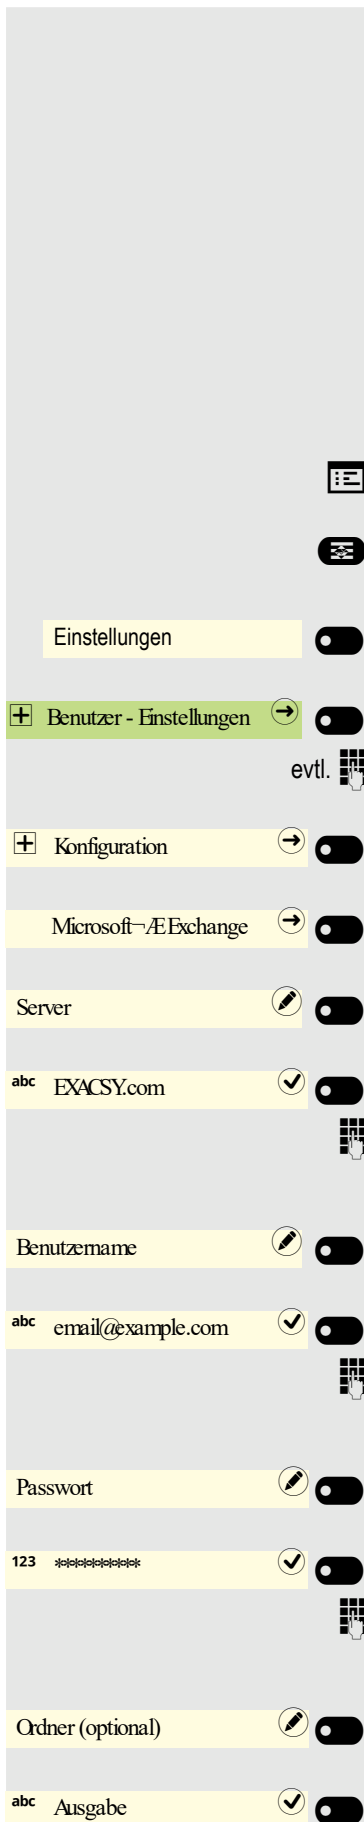 Einstellungen
Benutzer - Einstellungen
evtl.
Konfiguration
Microsoft¬Æ Exchange
Server
abc EXACSY.com
Benutzername
abc email@example.com
Passwort
123 **********
Ordner (optional)
abc Ausgabe